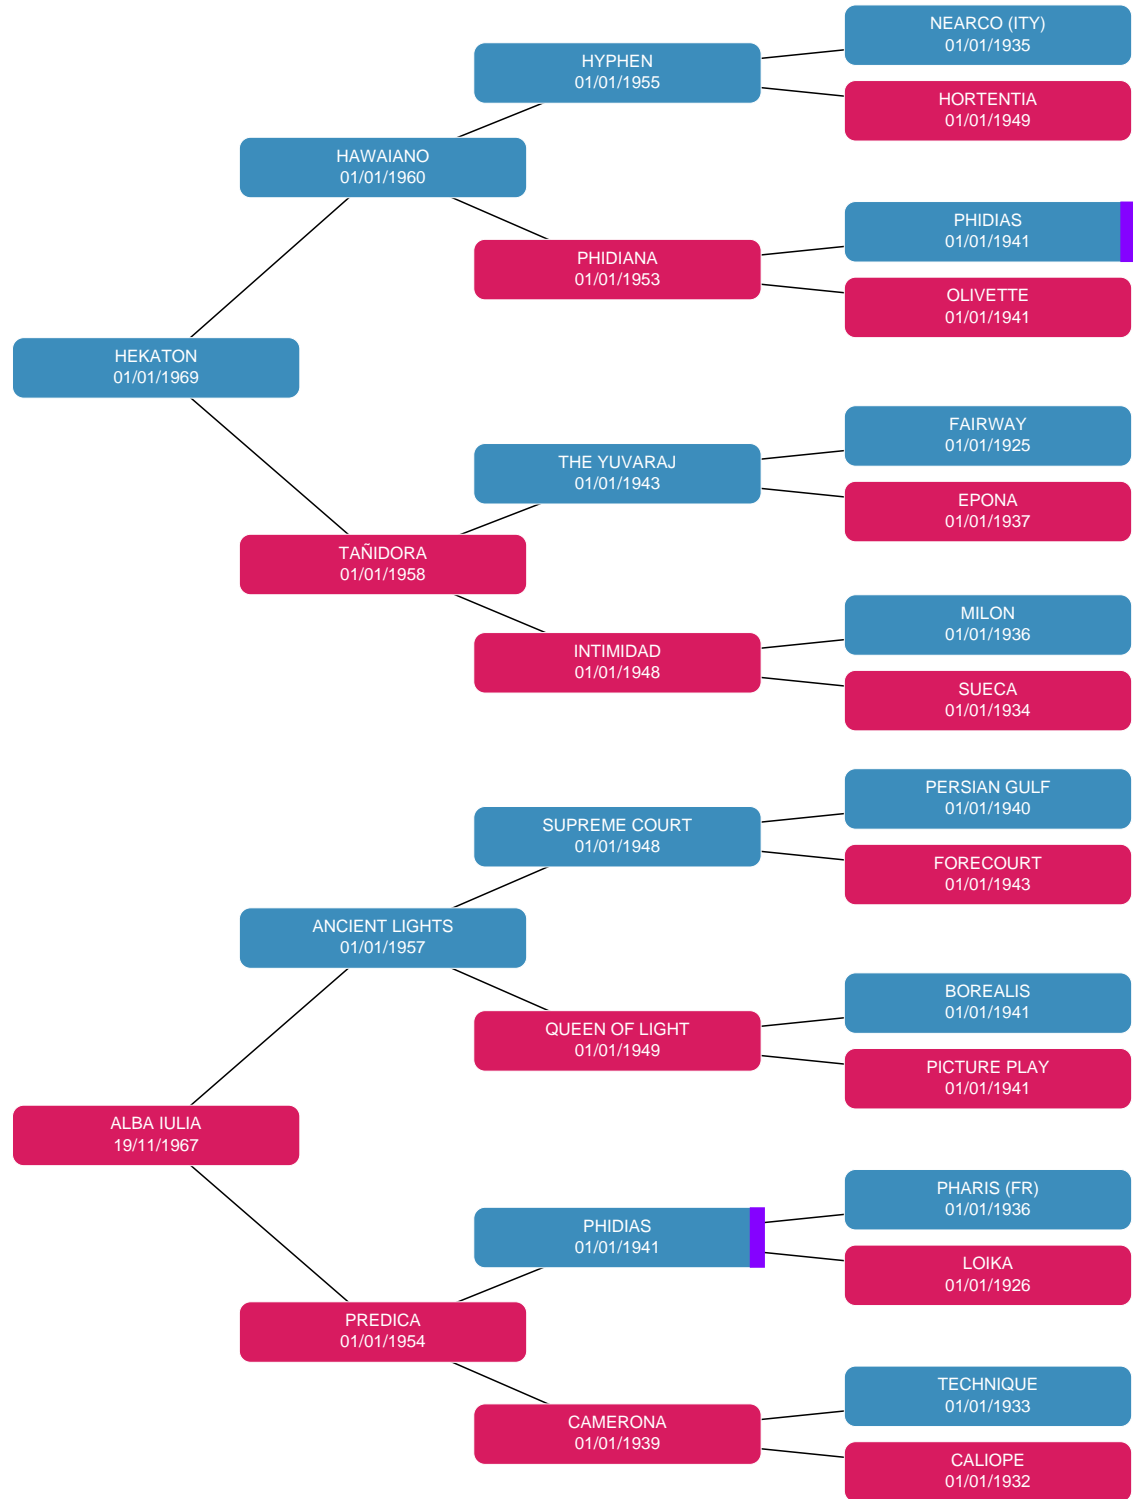 NEARCO (ITY)
01/01/1935
HYPHEN
01/01/1955
HORTENTIA
01/01/1949
HAWAIANO
01/01/1960
PHIDIAS
01/01/1941
PHIDIANA
01/01/1953
OLIVETTE
01/01/1941
HEKATON
01/01/1969
FAIRWAY
01/01/1925
THE YUVARAJ
01/01/1943
EPONA
01/01/1937
TAÑIDORA
01/01/1958
MILON
01/01/1936
INTIMIDAD
01/01/1948
SUECA
01/01/1934
PERSIAN GULF
01/01/1940
SUPREME COURT
01/01/1948
FORECOURT
01/01/1943
ANCIENT LIGHTS
01/01/1957
BOREALIS
01/01/1941
QUEEN OF LIGHT
01/01/1949
PICTURE PLAY
01/01/1941
ALBA IULIA
19/11/1967
PHARIS (FR)
01/01/1936
PHIDIAS
01/01/1941
LOIKA
01/01/1926
PREDICA
01/01/1954
TECHNIQUE
01/01/1933
CAMERONA
01/01/1939
CALIOPE
01/01/1932